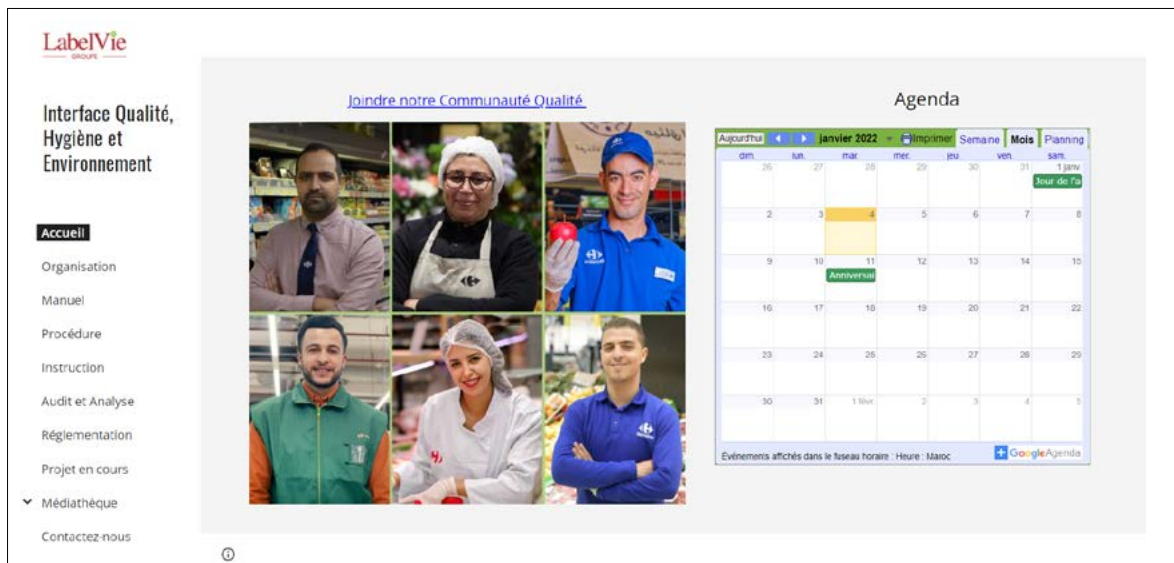 LabelVie
GROUPE
Interface Qualité,
Hygiène et
Environnement
Accueil
Organisation
Manuel
Procédure
Instruction
Audit et Analyse
Réglementation
Projet en cours
Médiathèque
Contactez-nous
Joindre notre Communauté Qualité
Agenda
Aujourd'hui janvier 2022 Imprimer Semaine Mois Planning
dim. lun. mar. mer. jeu. ven. sam.
26 27 28 29 30 31 1 janv.
Jour de l'a
2 3 4 5 6 7 8
9 10 11 12 13 14 15
Anniversai
16 17 18 19 20 21 22
23 24 25 26 27 28 29
30 31 1 févr. 2 3 4 5
Événements affichés dans le fuseau horaire : Heure : Maroc
GoogleAgenda